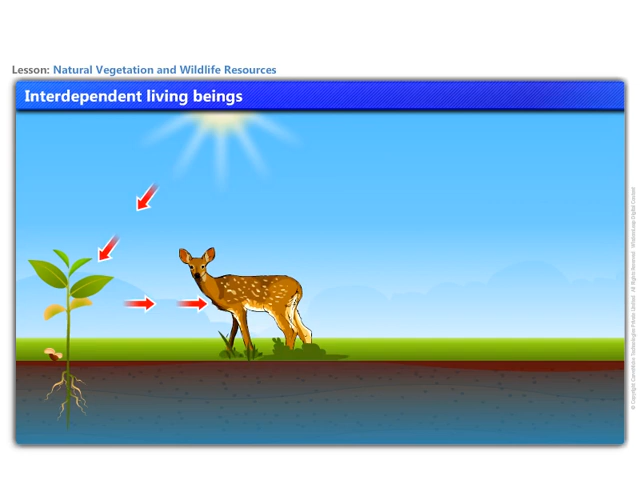 Lesson: Natural Vegetation and Wildlife Resources
Interdependent living beings